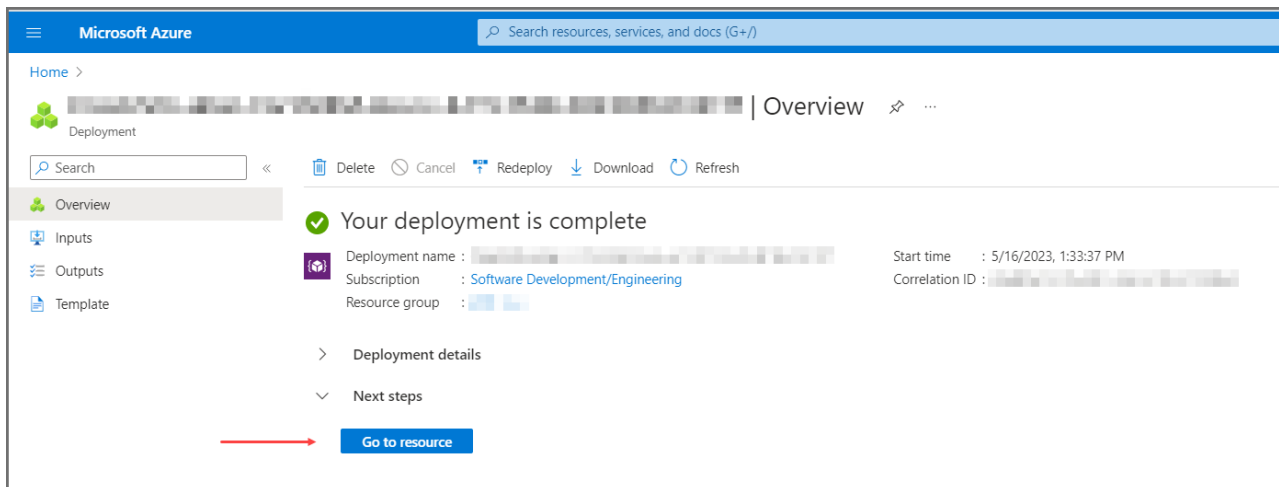 Microsoft Azure
Search resources, services, and docs (G+/)
Home >
| Overview
Deployment
Search
«
Delete
Cancel
Redeploy
Download
Refresh
Overview
Inputs
Outputs
Template
Your deployment is complete
Deployment name :
Subscription : Software Development/Engineering
Resource group :
Start time : 5/16/2023, 1:33:37 PM
Correlation ID :
Deployment details
Next steps
Go to resource